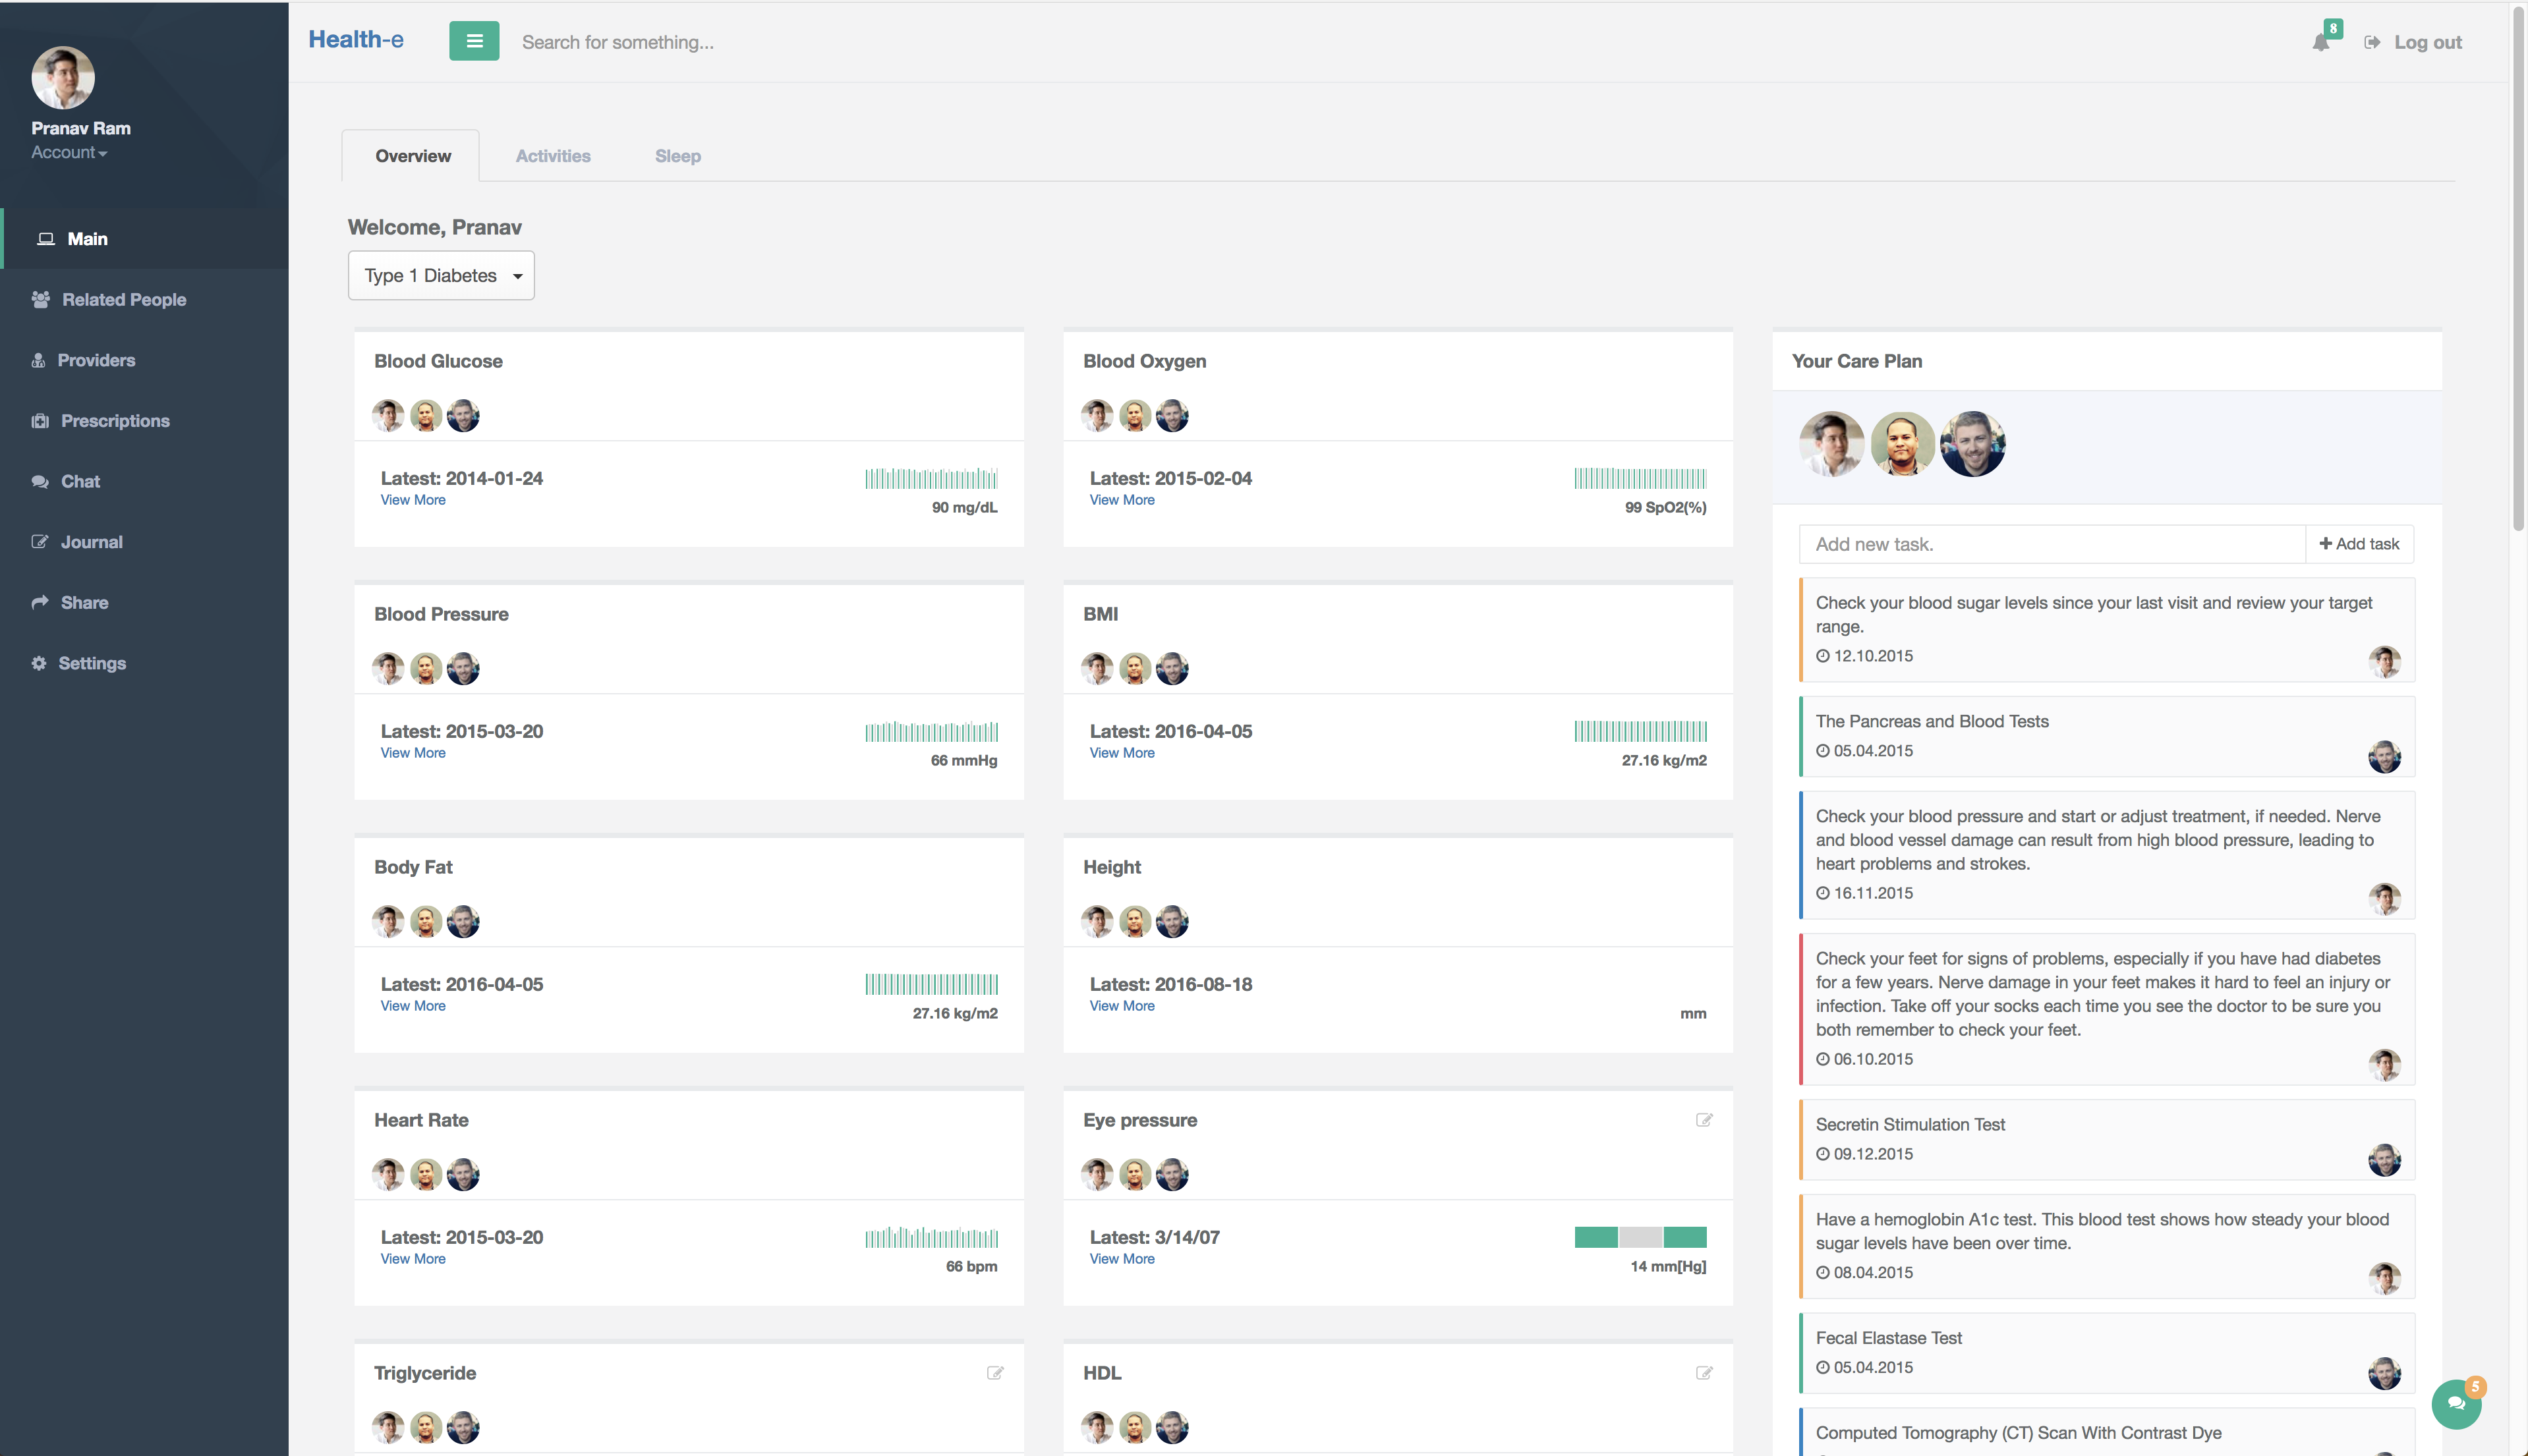 Pranav Ram
Account
Main
Related People
Providers
Prescriptions
Chat
Journal
Share
Settings
Health-e
Search for something...
8
Log out
Overview
Activities
Sleep
Welcome, Pranav
Type 1 Diabetes
Blood Glucose
Latest: 2014-01-24
View More
90 mg/dL
Blood Oxygen
Latest: 2015-02-04
View More
99 SpO2(%)
Blood Pressure
Latest: 2015-03-20
View More
66 mmHg
BMI
Latest: 2016-04-05
View More
27.16 kg/m2
Body Fat
Latest: 2016-04-05
View More
27.16 kg/m2
Height
Latest: 2016-08-18
View More
mm
Heart Rate
Latest: 2015-03-20
View More
66 bpm
Eye pressure
Latest: 3/14/07
View More
14 mm[Hg]
Triglyceride
HDL
Your Care Plan
Add new task.
Add task
Check your blood sugar levels since your last visit and review your target
range.
12.10.2015
The Pancreas and Blood Tests
05.04.2015
Check your blood pressure and start or adjust treatment, if needed. Nerve
and blood vessel damage can result from high blood pressure, leading to
heart problems and strokes.
16.11.2015
Check your feet for signs of problems, especially if you have had diabetes
for a few years. Nerve damage in your feet makes it hard to feel an injury or
infection. Take off your socks each time you see the doctor to be sure you
both remember to check your feet.
06.10.2015
Secretin Stimulation Test
09.12.2015
Have a hemoglobin A1c test. This blood test shows how steady your blood
sugar levels have been over time.
08.04.2015
Fecal Elastase Test
05.04.2015
Computed Tomography (CT) Scan With Contrast Dye
5